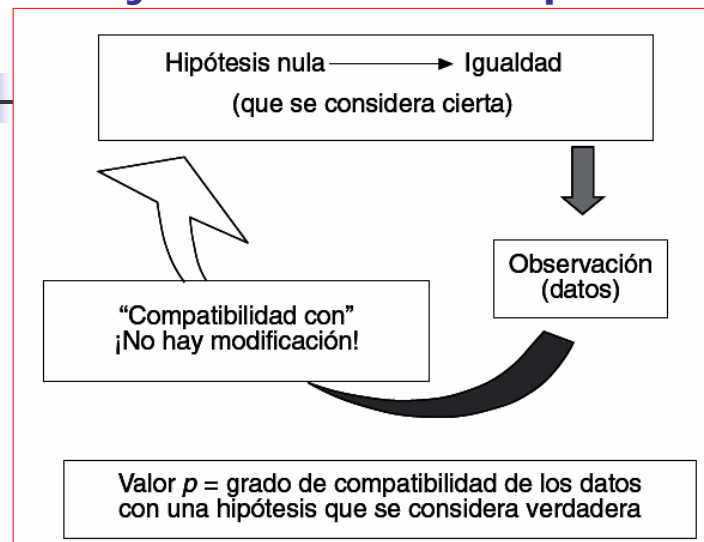 Hipótesis nula Igualdad
(que se considera cierta)
Observación
(datos)
“Compatibilidad con”
¡No hay modificación!
Valor p = grado de compatibilidad de los datos
con una hipótesis que se considera verdadera